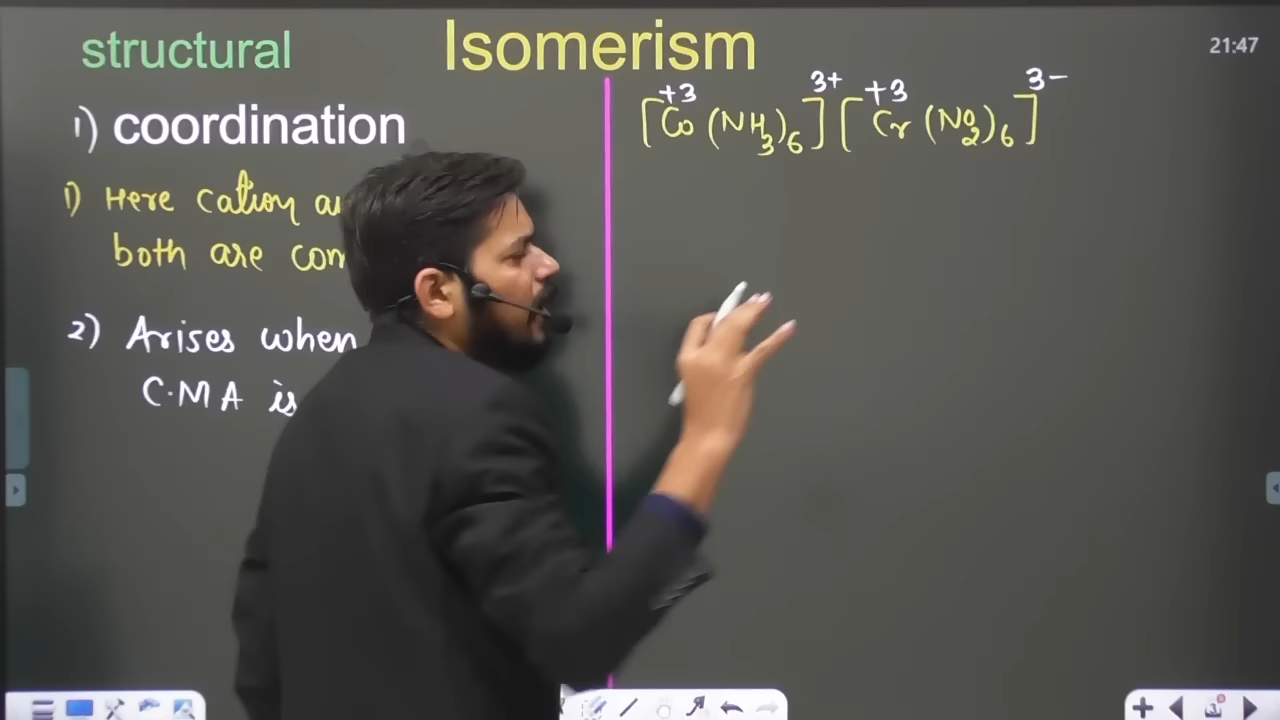 structural
Isomerism
21:47
1) coordination
1) Here cation
both are
2) Arises when
C.M A is
[Co(NH3)6]3+ [Cr(NO2)6]3-
+3 +3